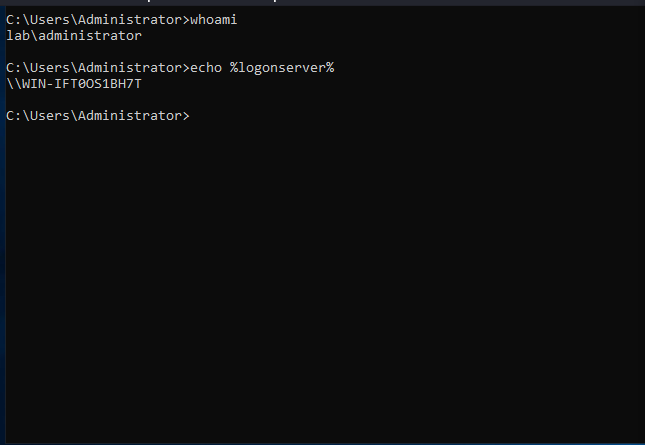 C:\Users\Administrator>whoami
lab\administrator
C:\Users\Administrator>echo %logonserver%
\\WIN-IFT0OS1BH7T
C:\Users\Administrator>